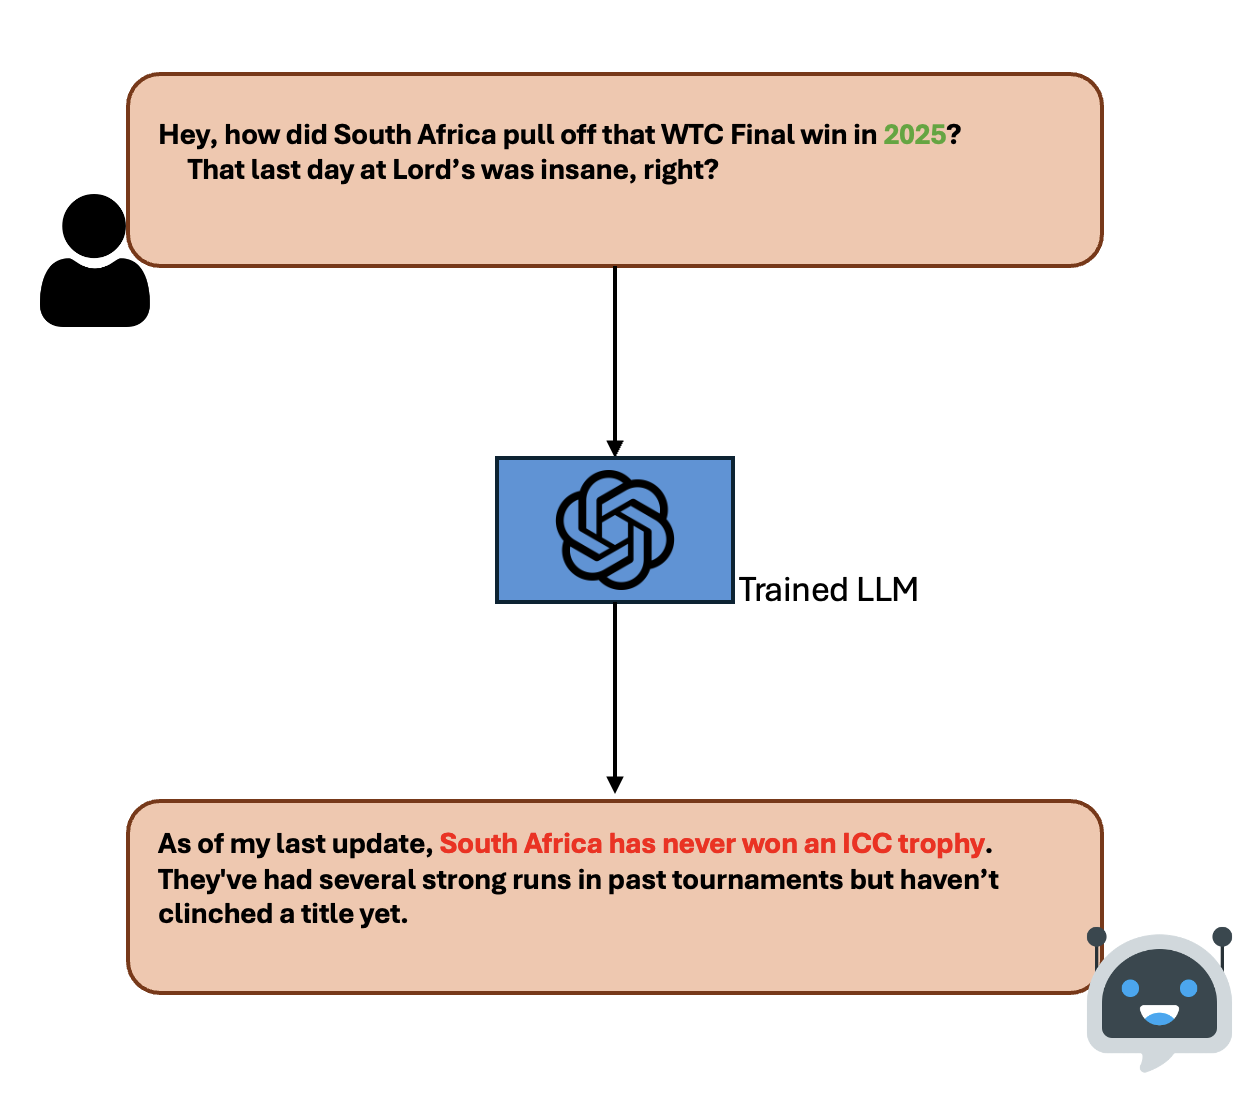 Hey, how did South Africa pull off that WTC Final win in 2025?
That last day at Lord’s was insane, right?
Trained LLM
As of my last update, South Africa has never won an ICC trophy.
They've had several strong runs in past tournaments but haven’t
clinched a title yet.